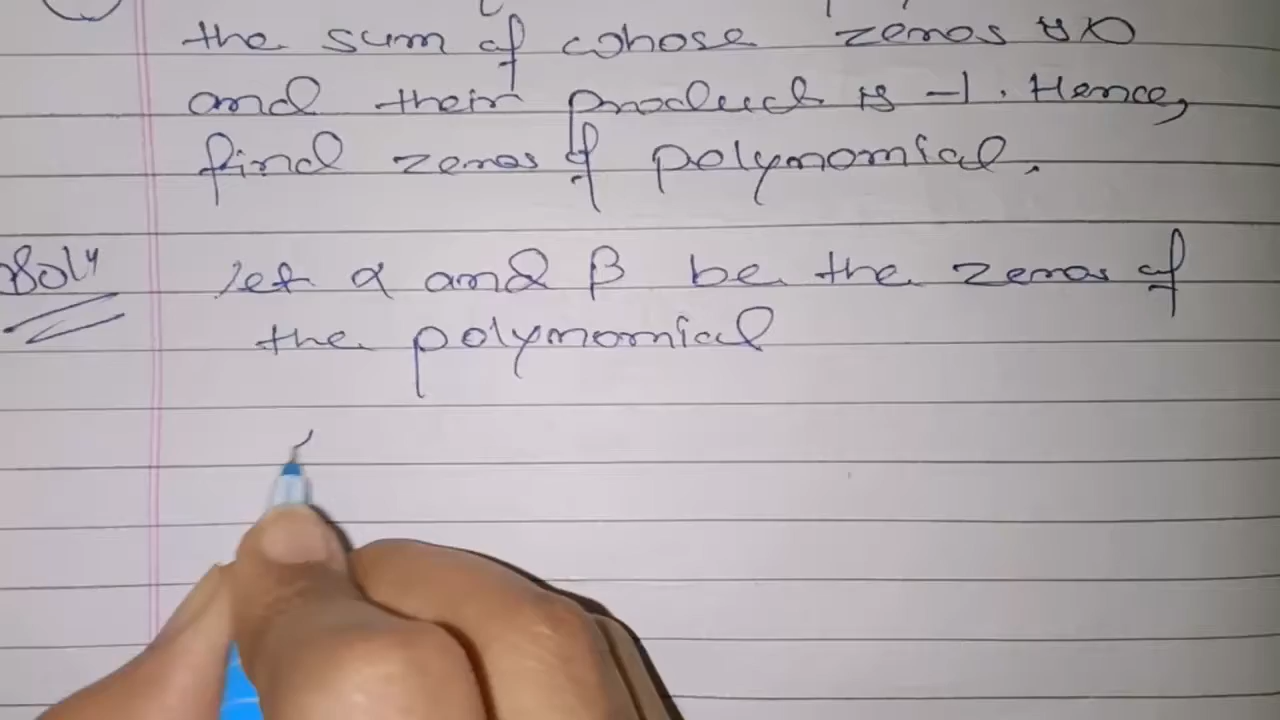 the sum of whose zeros is 0
and their product is -1. Hence,
find zeros of polynomial.
Solⁿ let α and β be the zeros of
the polynomial